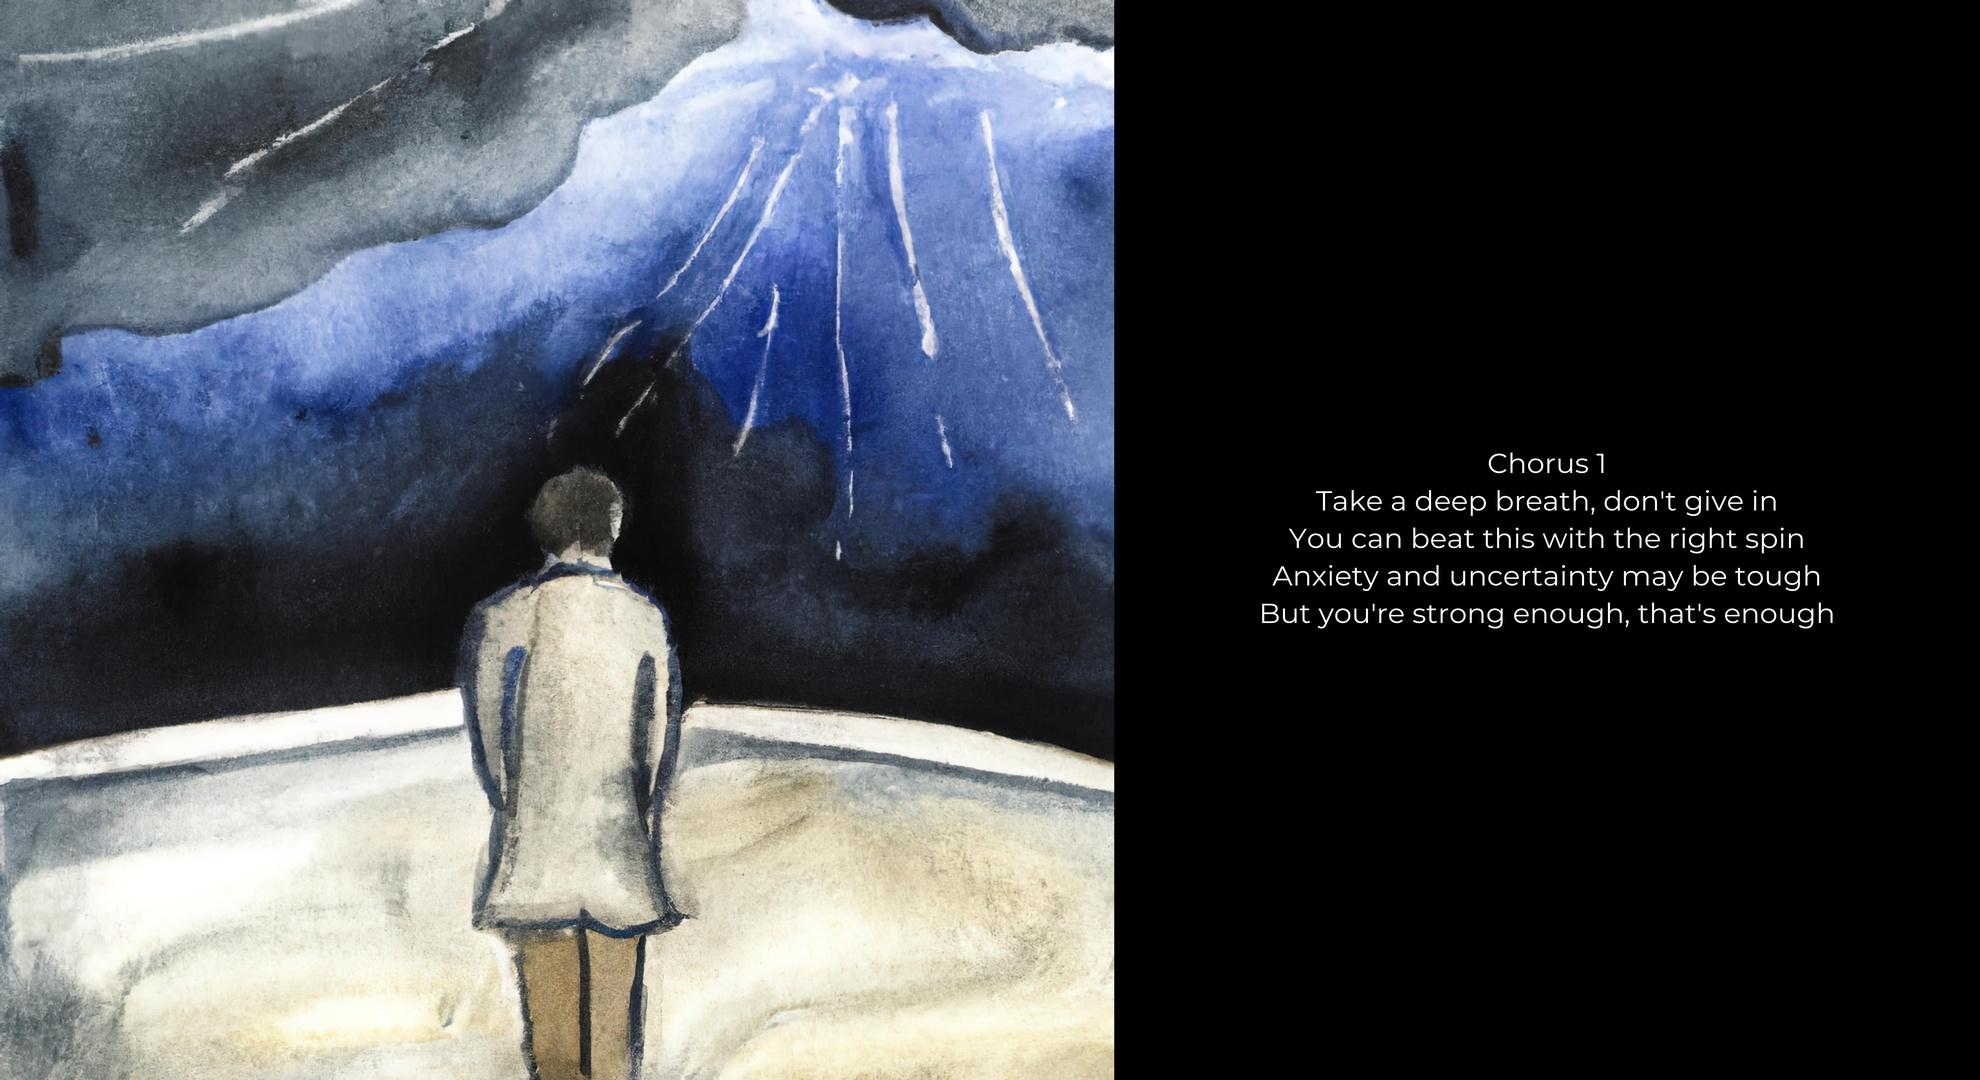 Chorus 1
Take a deep breath, don't give in
You can beat this with the right spin
Anxiety and uncertainty may be tough
But you're strong enough, that's enough